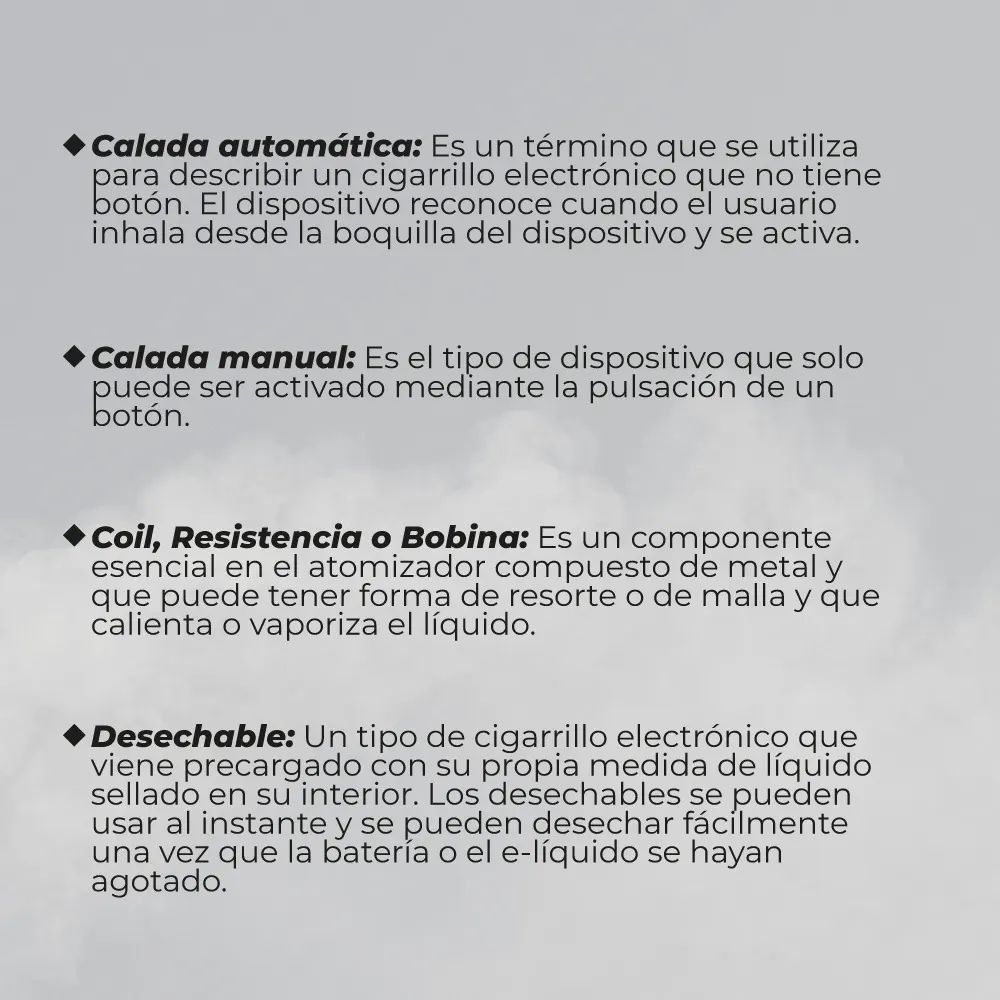 ◆ Calada automática: Es un término que se utiliza
para describir un cigarrillo electrónico que no tiene
botón. El dispositivo reconoce cuando el usuario
inhala desde la boquilla del dispositivo y se activa.
◆ Calada manual: Es el tipo de dispositivo que solo
puede ser activado mediante la pulsación de un
botón.
◆ Coil, Resistencia o Bobina: Es un componente
esencial en el atomizador compuesto de metal y
que puede tener forma de resorte o de malla y que
calienta o vaporiza el líquido.
◆ Desechable: Un tipo de cigarrillo electrónico que
viene precargado con su propia medida de líquido
sellado en su interior. Los desechables se pueden
usar al instante y se pueden desechar fácilmente
una vez que la batería o el e-líquido se hayan
agotado.